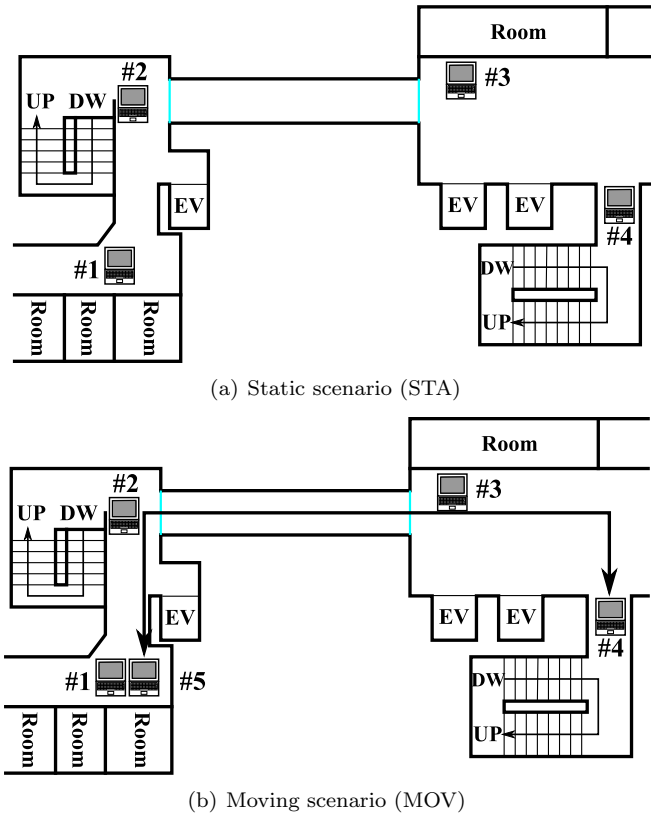 Room
#2
#3
UP DW
EV
EV
EV
#4
#1
DW
UP
Room
Room
Room
(a) Static scenario (STA)
Room
#2
#3
UP DW
EV
EV
EV
#4
#1
#5
DW
UP
Room
Room
Room
(b) Moving scenario (MOV)